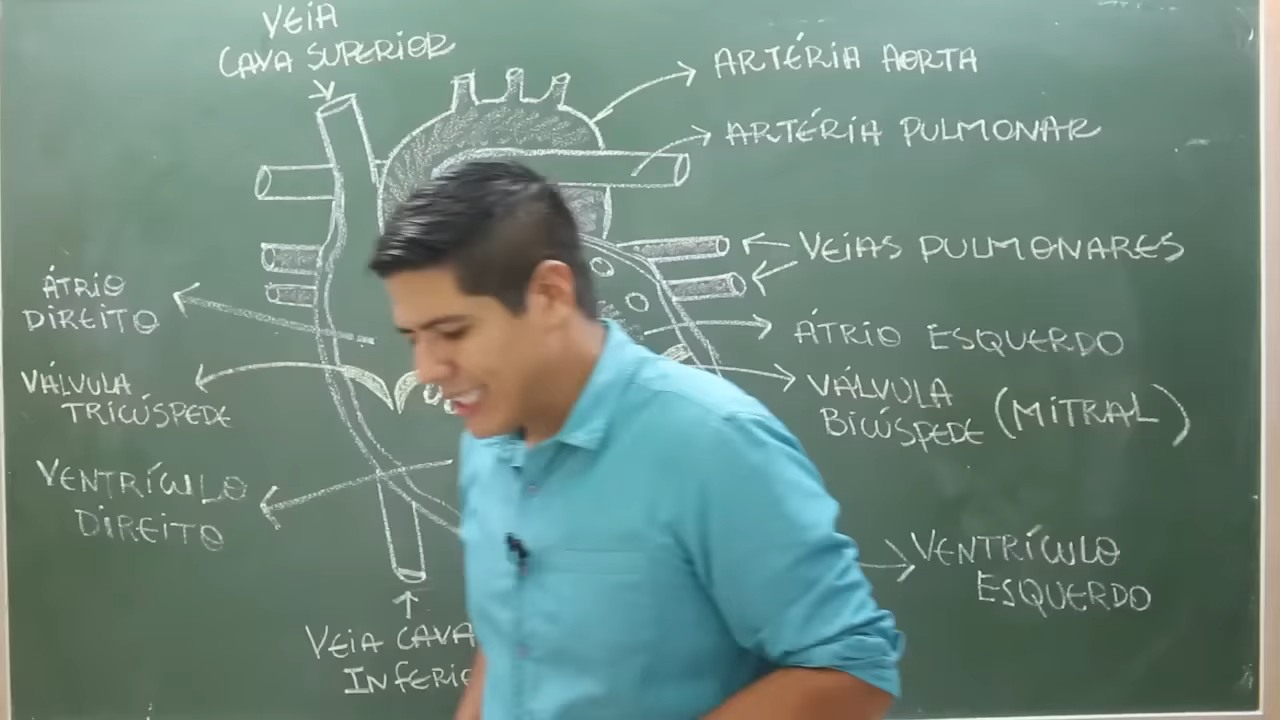 VEIA
CAVA SUPERIOR
ARTÉRIA AORTA
ARTÉRIA PULMONAR
VEIAS PULMONARES
ÁTRIO
DIREITO
ÁTRIO ESQUERDO
VÁLVULA
TRICÚSPEDE
VÁLVULA
BICÚSPEDE (MITRAL)
VENTRÍCULO
DIREITO
VENTRÍCULO
ESQUERDO
VEIA CAVA